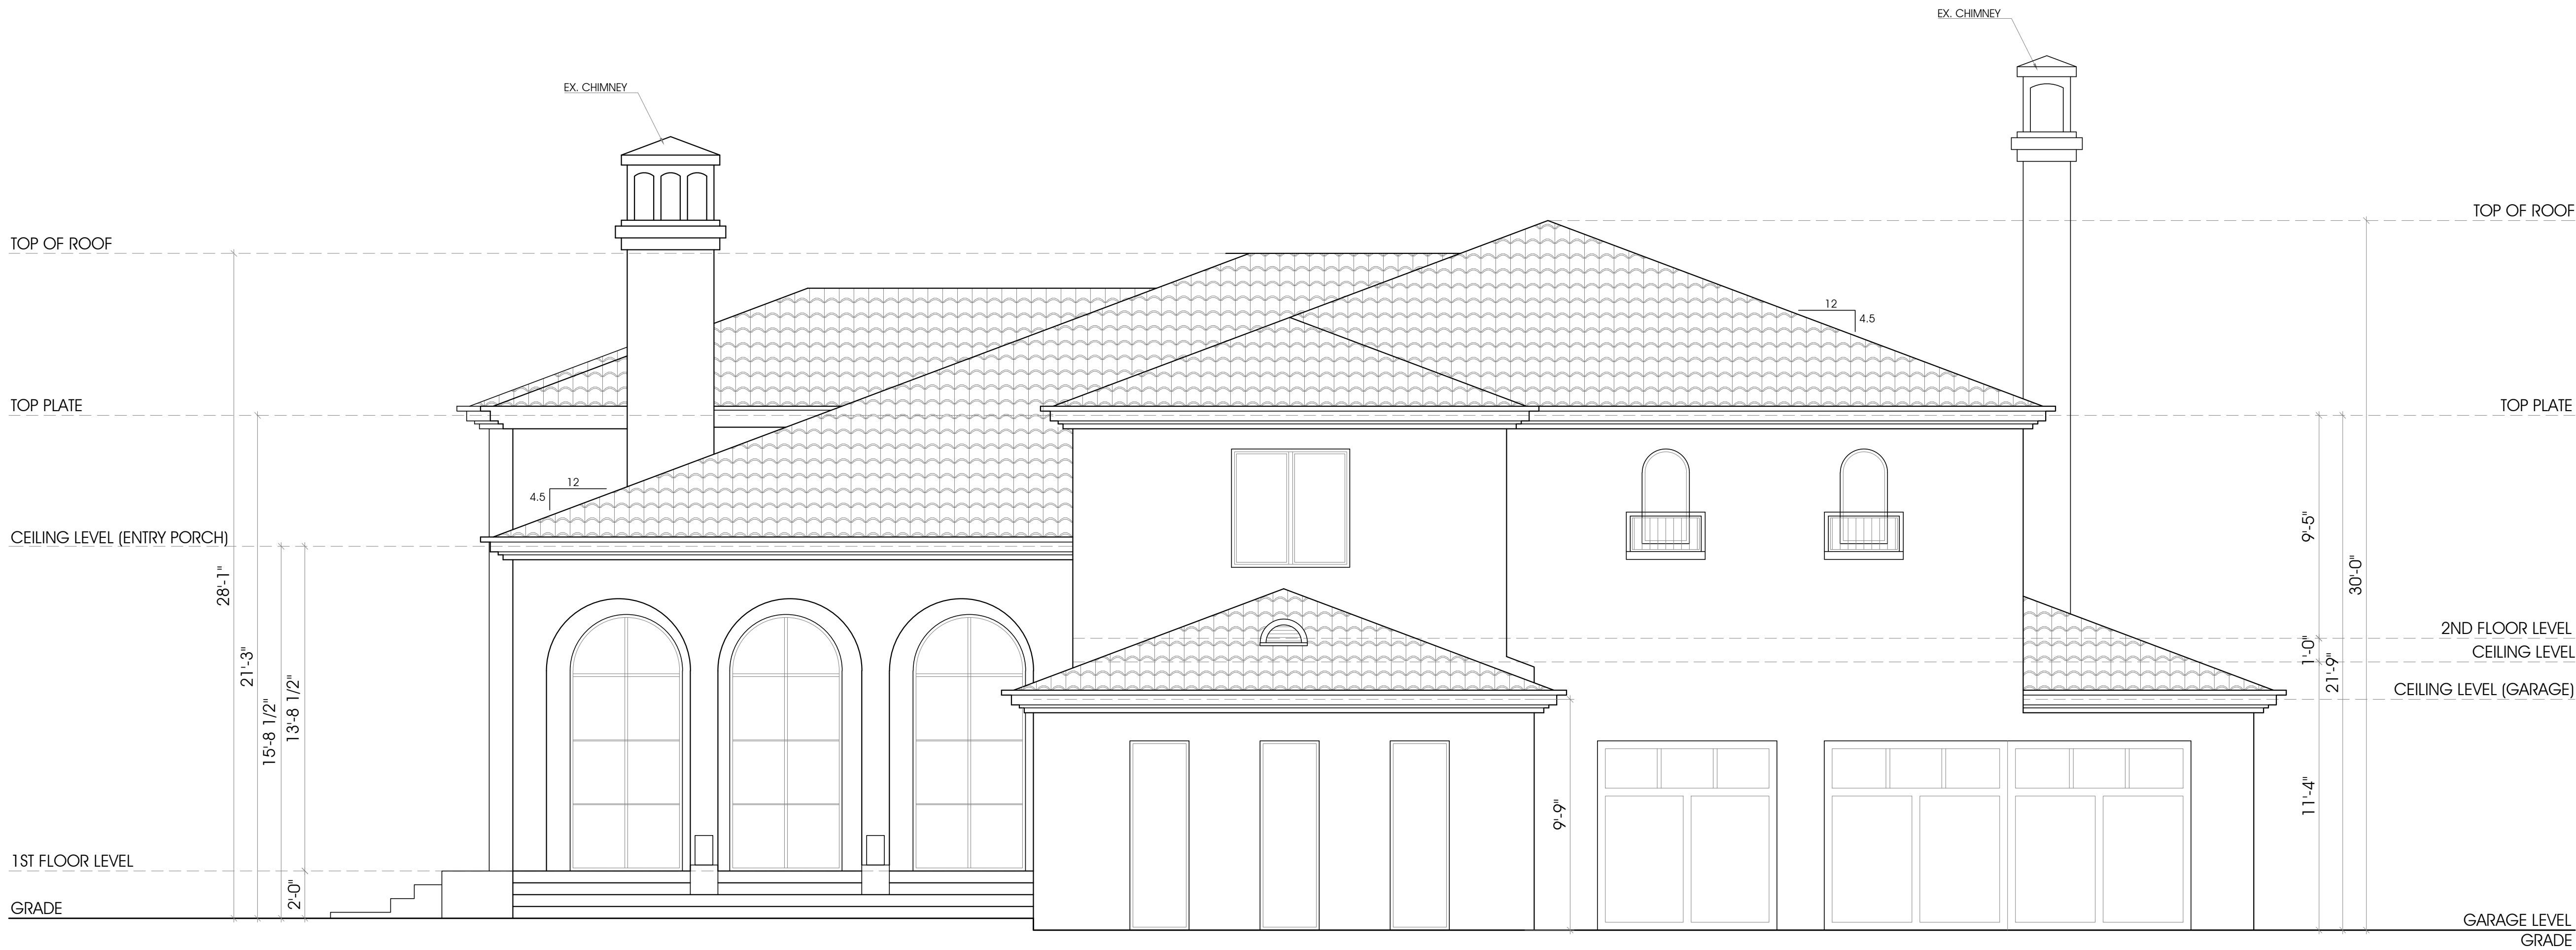 EX. CHIMNEY
EX. CHIMNEY
TOP OF ROOF
TOP OF ROOF
12
4.5
TOP PLATE
TOP PLATE
12
4.5
CEILING LEVEL (ENTRY PORCH)
9'-5"
28'-1"
30'-0"
2ND FLOOR LEVEL
1'-0"
CEILING LEVEL
21'-3"
21'-9"
CEILING LEVEL (GARAGE)
15'-8 1/2"
13'-8 1/2"
11'-4"
9'-9"
1ST FLOOR LEVEL
2'-0"
GRADE
GARAGE LEVEL
GRADE